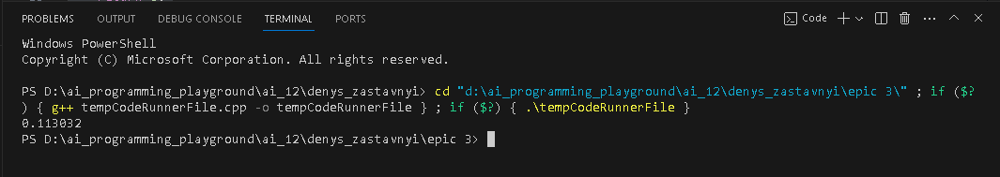 PROBLEMS OUTPUT DEBUG CONSOLE TERMINAL PORTS Code
Windows PowerShell
Copyright (C) Microsoft Corporation. All rights reserved.
PS D:\ai_programming_playground\ai_12\denys_zastavnyi> cd "d:\ai_programming_playground\ai_12\denys_zastavnyi\epic 3\" ; if ($?
) { g++ tempCodeRunnerFile.cpp -o tempCodeRunnerFile } ; if ($?) { .\tempCodeRunnerFile }
0.113032
PS D:\ai_programming_playground\ai_12\denys_zastavnyi\epic 3>